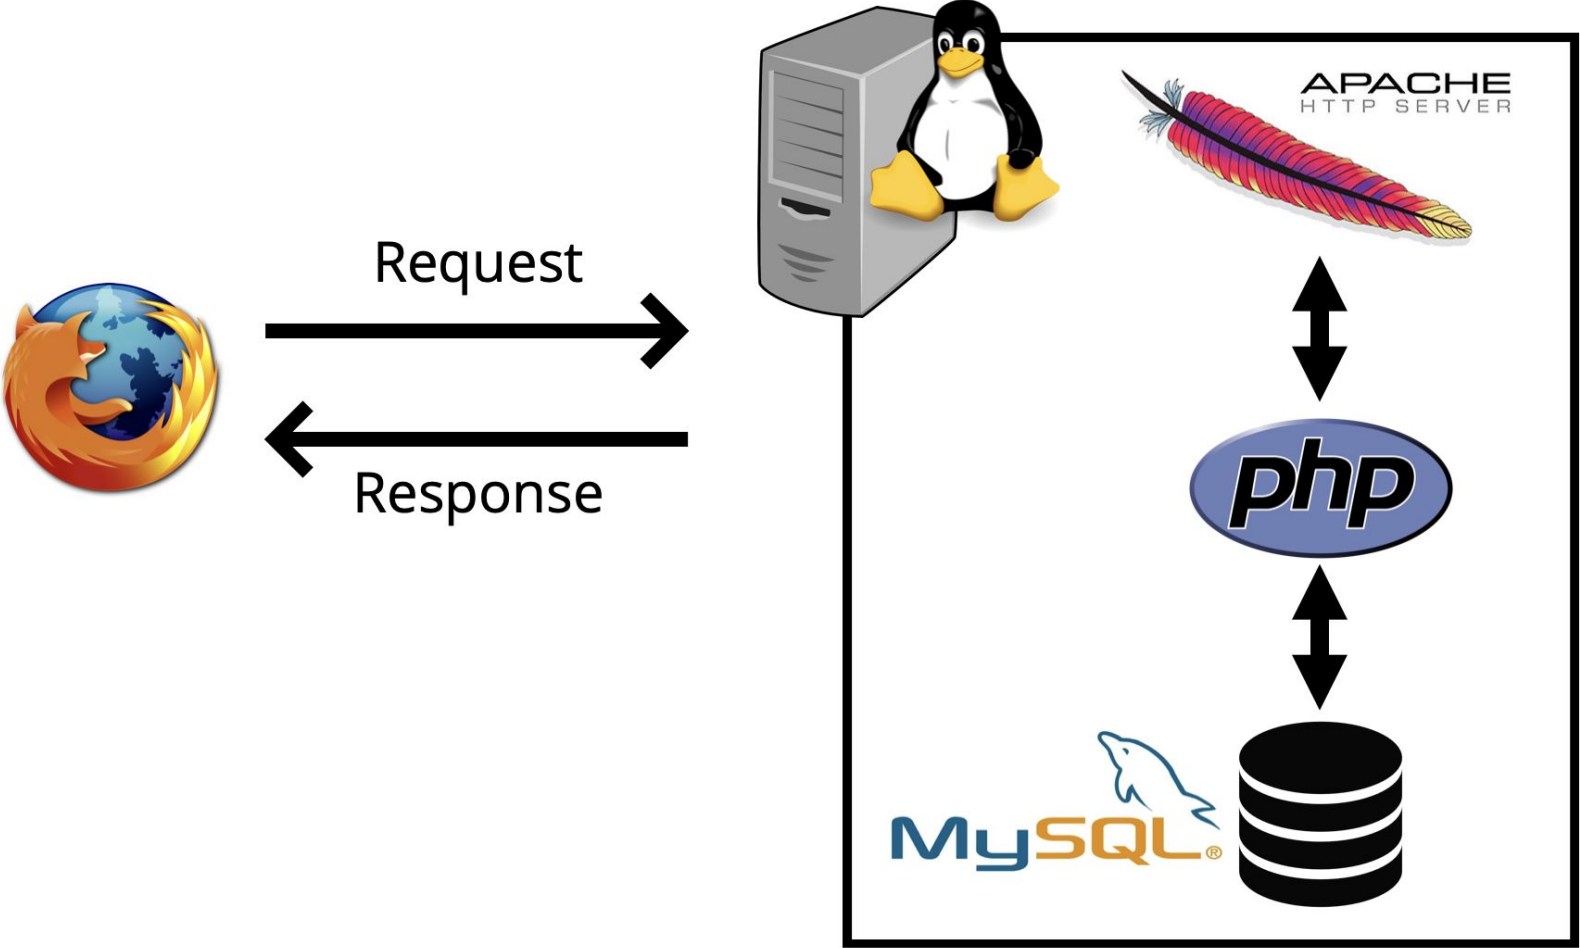 APACHE
HTTP SERVER
Request
Response
php
MySQL®